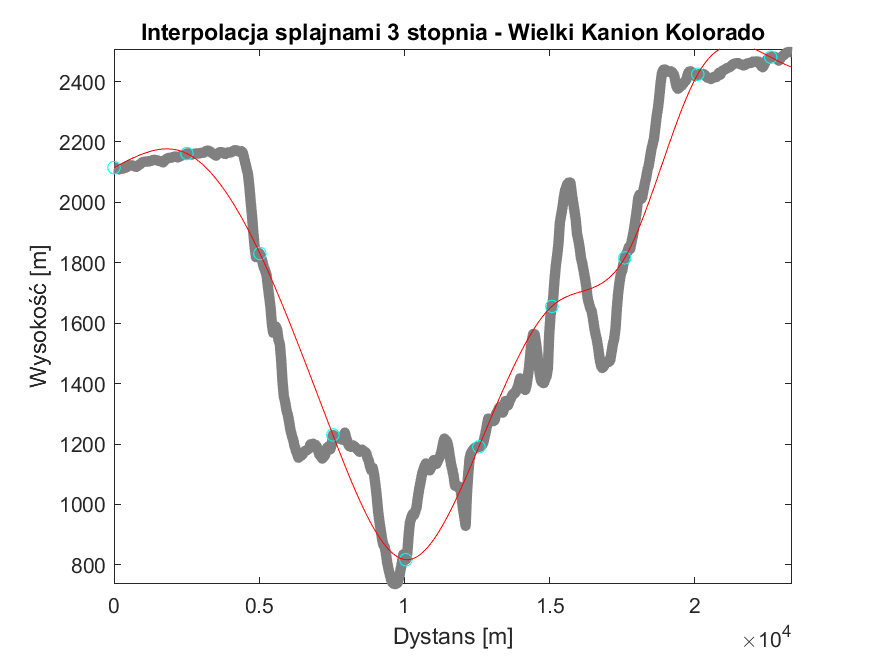 Interpolacja splajnami 3 stopnia - Wielki Kanion Kolorado
Wysokość [m]
2400
2200
2000
1800
1600
1400
1200
1000
800
0 0.5 1 1.5 2
Dystans [m]
×10⁴